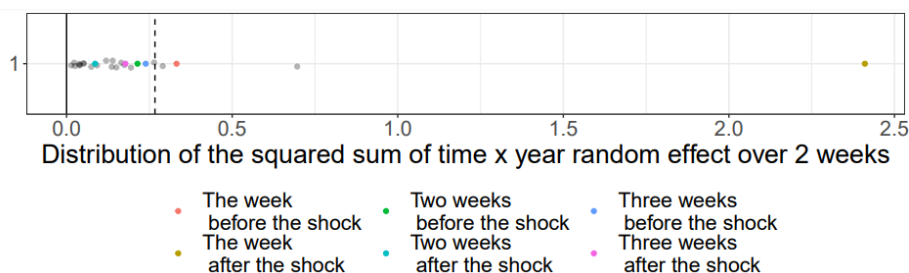 1
0.0 0.5 1.0 1.5 2.0 2.5
Distribution of the squared sum of time x year random effect over 2 weeks
The week Two weeks Three weeks
before the shock before the shock before the shock
The week Two weeks Three weeks
after the shock after the shock after the shock